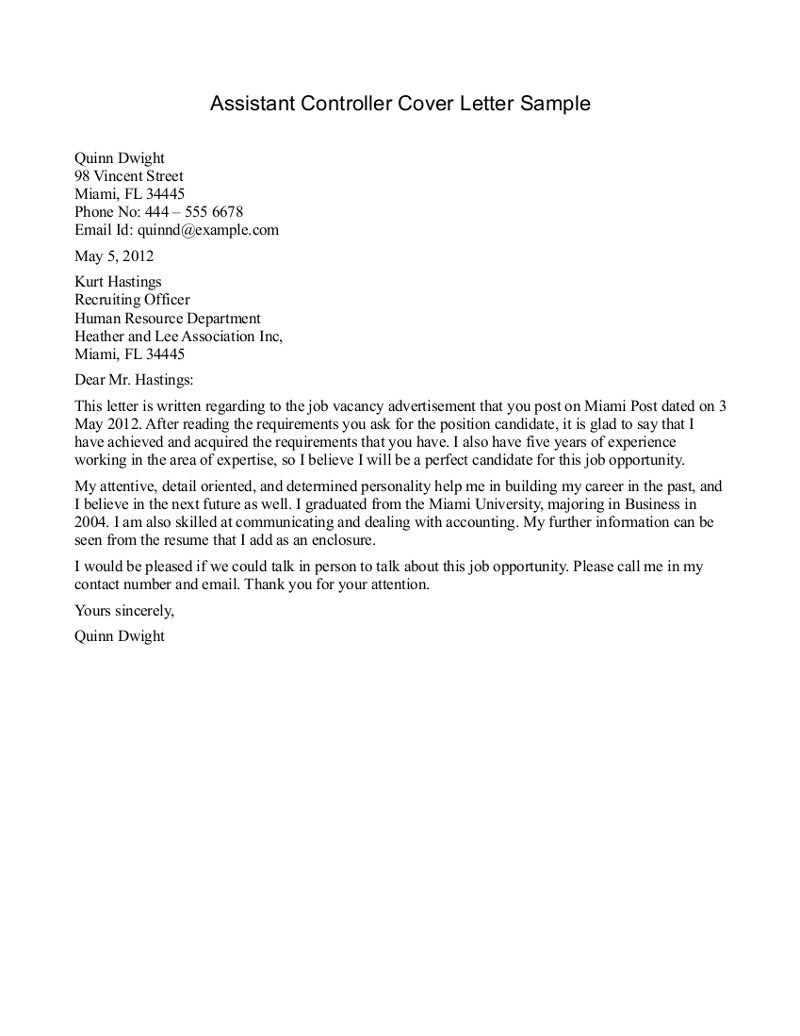 Assistant Controller Cover Letter Sample
Quinn Dwight
98 Vincent Street
Miami, FL 34445
Phone No: 444 – 555 6678
Email Id: quinnd@example.com
May 5, 2012
Kurt Hastings
Recruiting Officer
Human Resource Department
Heather and Lee Association Inc,
Miami, FL 34445
Dear Mr. Hastings:
This letter is written regarding to the job vacancy advertisement that you post on Miami Post dated on 3
May 2012. After reading the requirements you ask for the position candidate, it is glad to say that I
have achieved and acquired the requirements that you have. I also have five years of experience
working in the area of expertise, so I believe I will be a perfect candidate for this job opportunity.
My attentive, detail oriented, and determined personality help me in building my career in the past, and
I believe in the next future as well. I graduated from the Miami University, majoring in Business in
2004. I am also skilled at communicating and dealing with accounting. My further information can be
seen from the resume that I add as an enclosure.
I would be pleased if we could talk in person to talk about this job opportunity. Please call me in my
contact number and email. Thank you for your attention.
Yours sincerely,
Quinn Dwight